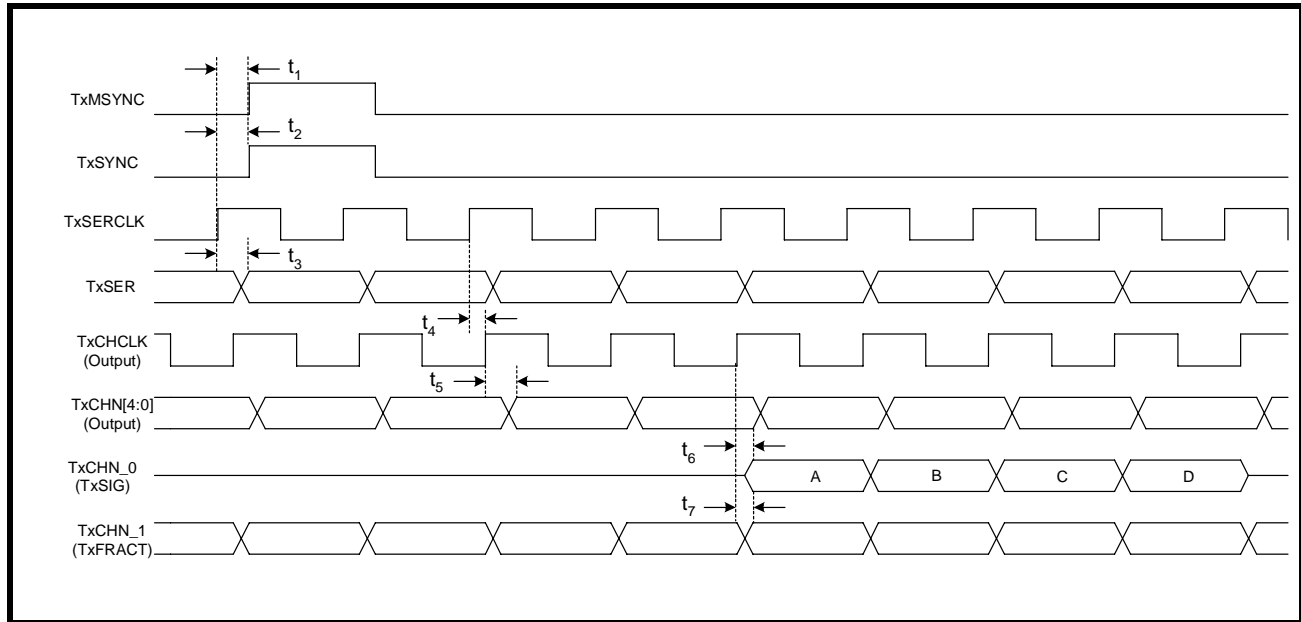 t1
TxMSYNC
t2
TxSYNC
TxSERCLK
t3
TxSER
t4
TxCHCLK
(Output)
t5
TxCHN[4:0]
(Output)
t6
TxCHN_0
(TxSIG)
A B C D
t7
TxCHN_1
(TxFRACT)